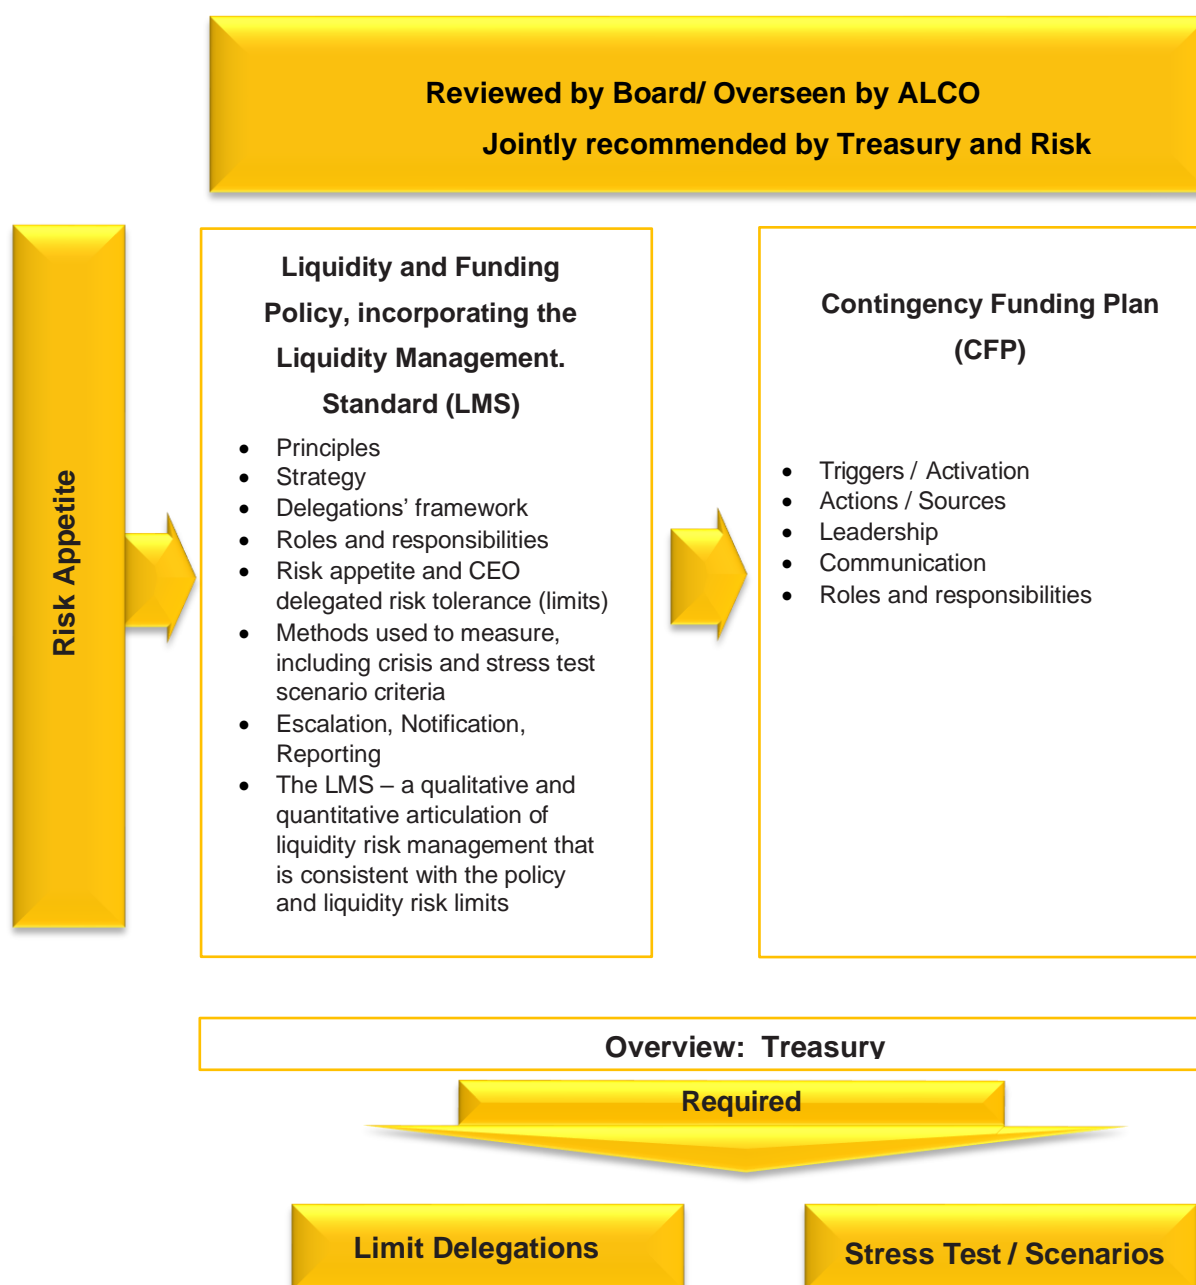 Reviewed by Board/ Overseen by ALCO
Jointly recommended by Treasury and Risk
Risk Appetite
Liquidity and Funding
Policy, incorporating the
Liquidity Management.
Standard (LMS)
• Principles
• Strategy
• Delegations’ framework
• Roles and responsibilities
• Risk appetite and CEO
delegated risk tolerance (limits)
• Methods used to measure,
including crisis and stress test
scenario criteria
• Escalation, Notification,
Reporting
• The LMS – a qualitative and
quantitative articulation of
liquidity risk management that
is consistent with the policy
and liquidity risk limits
Contingency Funding Plan
(CFP)
• Triggers / Activation
• Actions / Sources
• Leadership
• Communication
• Roles and responsibilities
Overview: Treasury
Required
Limit Delegations
Stress Test / Scenarios